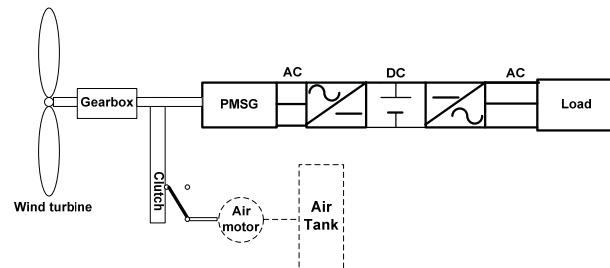 AC
DC
AC
Gearbox
PMSG
Load
Clutch
Wind turbine
Air
motor
Air
Tank